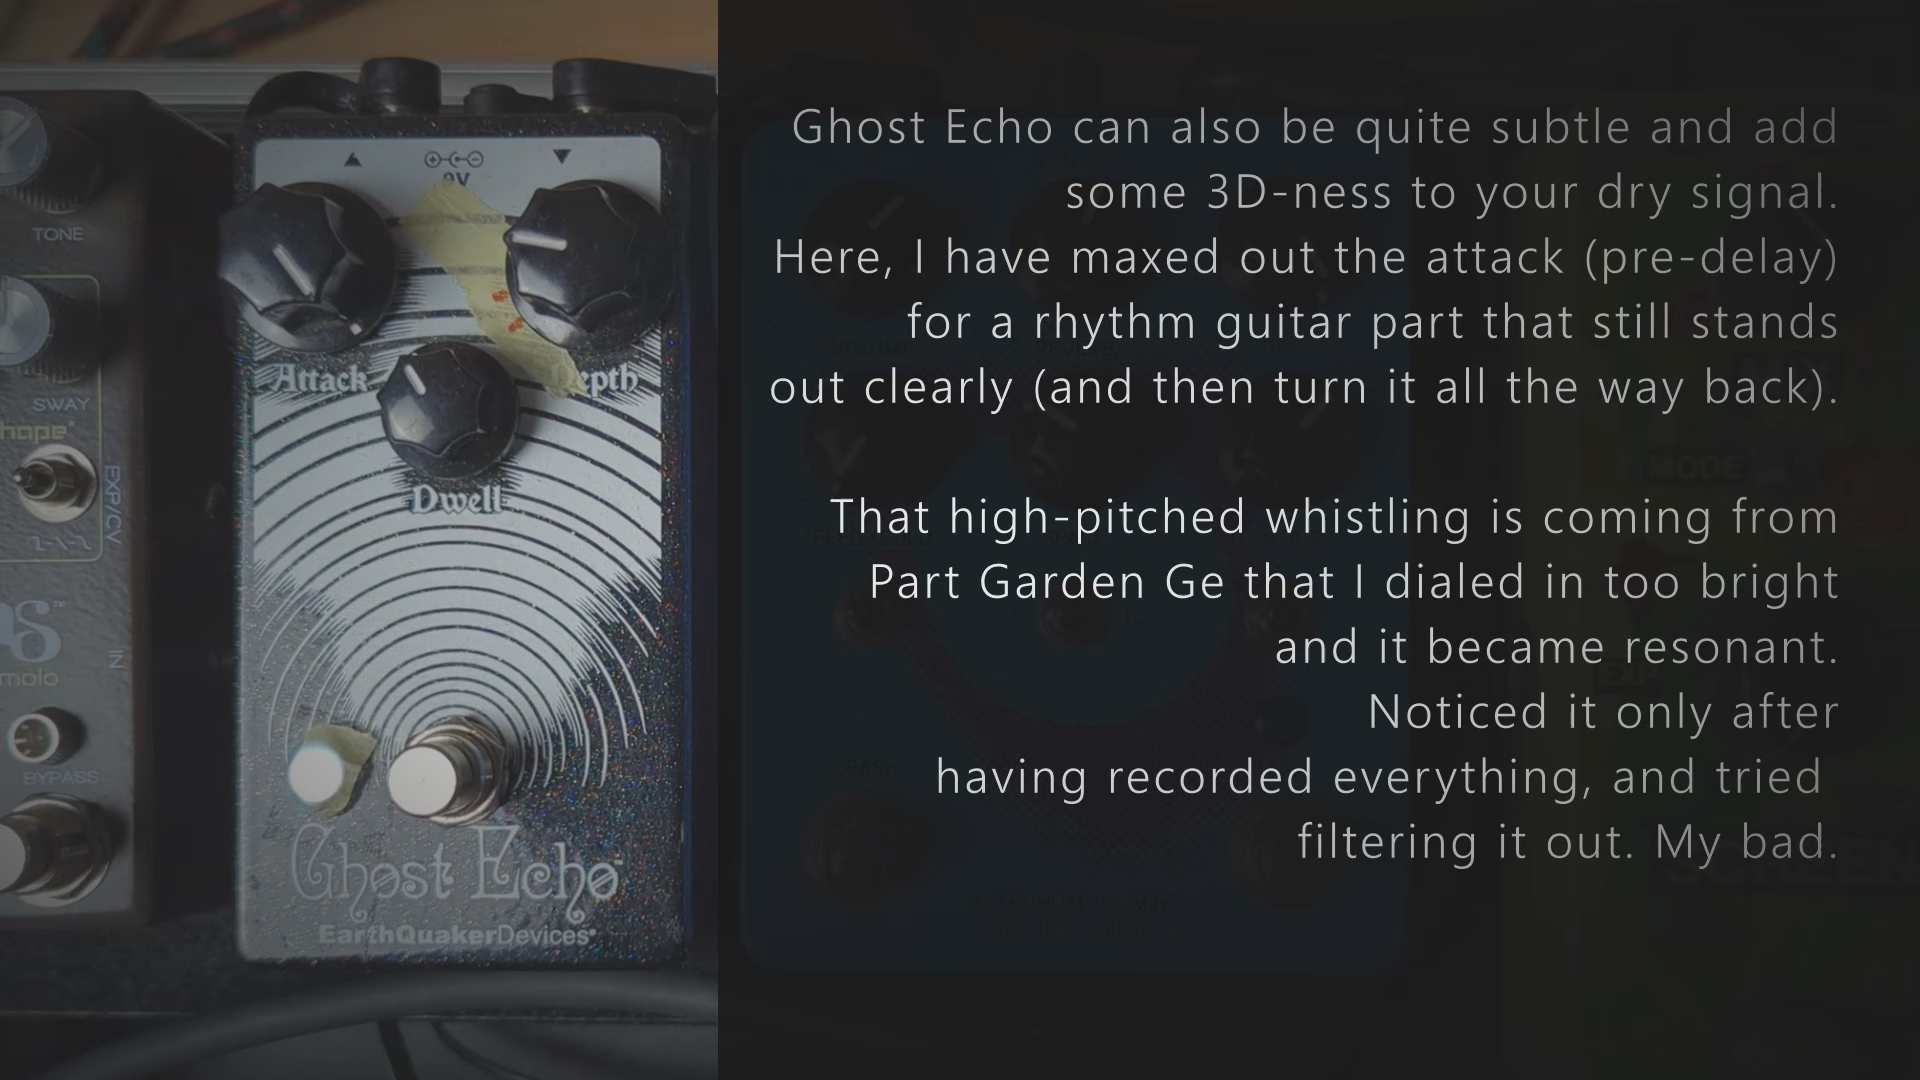 Ghost Echo can also be quite subtle and add
some 3D-ness to your dry signal.
Here, I have maxed out the attack (pre-delay)
for a rhythm guitar part that still stands
out clearly (and then turn it all the way back).
That high-pitched whistling is coming from
Part Garden Ge that I dialed in too bright
and it became resonant.
Noticed it only after
having recorded everything, and tried
filtering it out. My bad.
9V
Attack
Dwell
Ghost Echo
EarthQuakerDevices
TONE
SWAY
EXP/CV
IN
BYPASS
MODE
EXP